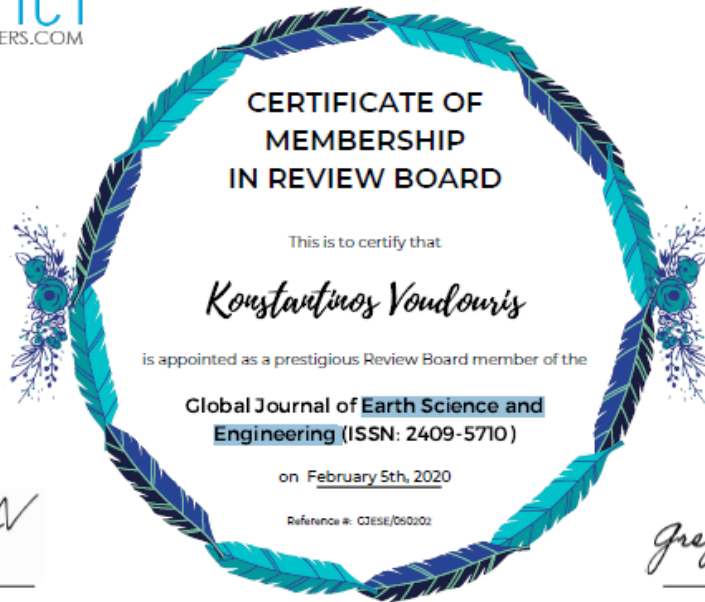 ERS.COM
CERTIFICATE OF
MEMBERSHIP
IN REVIEW BOARD
This is to certify that
Konstantinos Voudouris
is appointed as a prestigious Review Board member of the
Global Journal of Earth Science and
Engineering (ISSN: 2409-5710)
on February 5th, 2020
Reference #: GJESE/050202